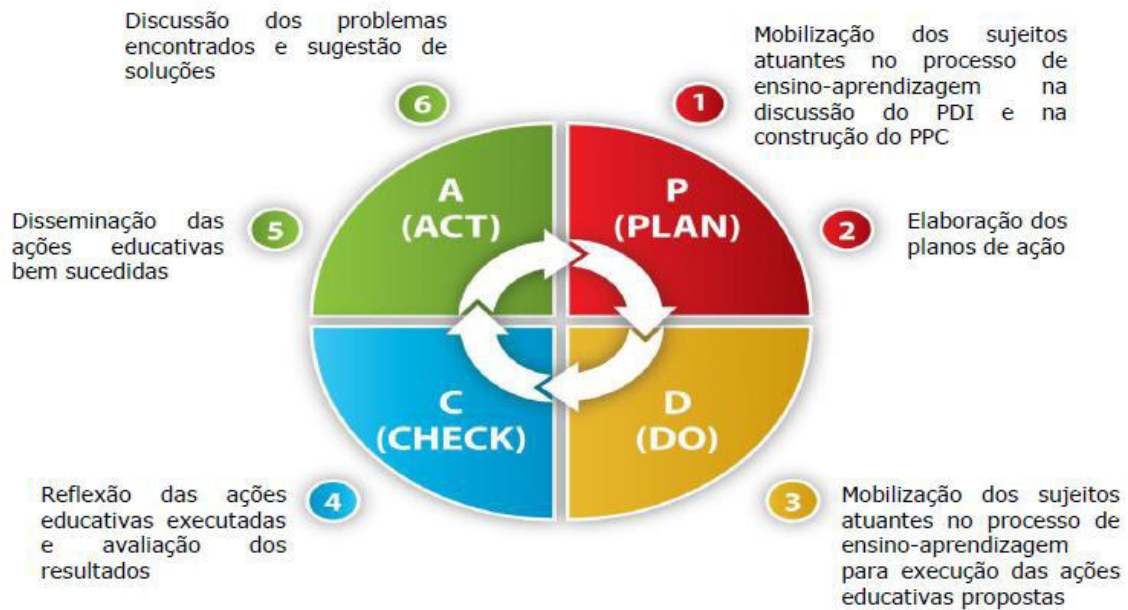 Discussão dos problemas
encontrados e sugestão de
soluções
6
1
Mobilização dos sujeitos
atuantes no processo de
ensino-aprendizagem na
discussão do PDI e na
construção do PPC
A
(ACT)
P
(PLAN)
Disseminação das
ações educativas
bem sucedidas
5
2
Elaboração dos
planos de ação
C
(CHECK)
D
(DO)
Reflexão das ações
educativas executadas
e avaliação dos
resultados
4
3
Mobilização dos sujeitos
atuantes no processo de
ensino-aprendizagem
para execução das ações
educativas propostas